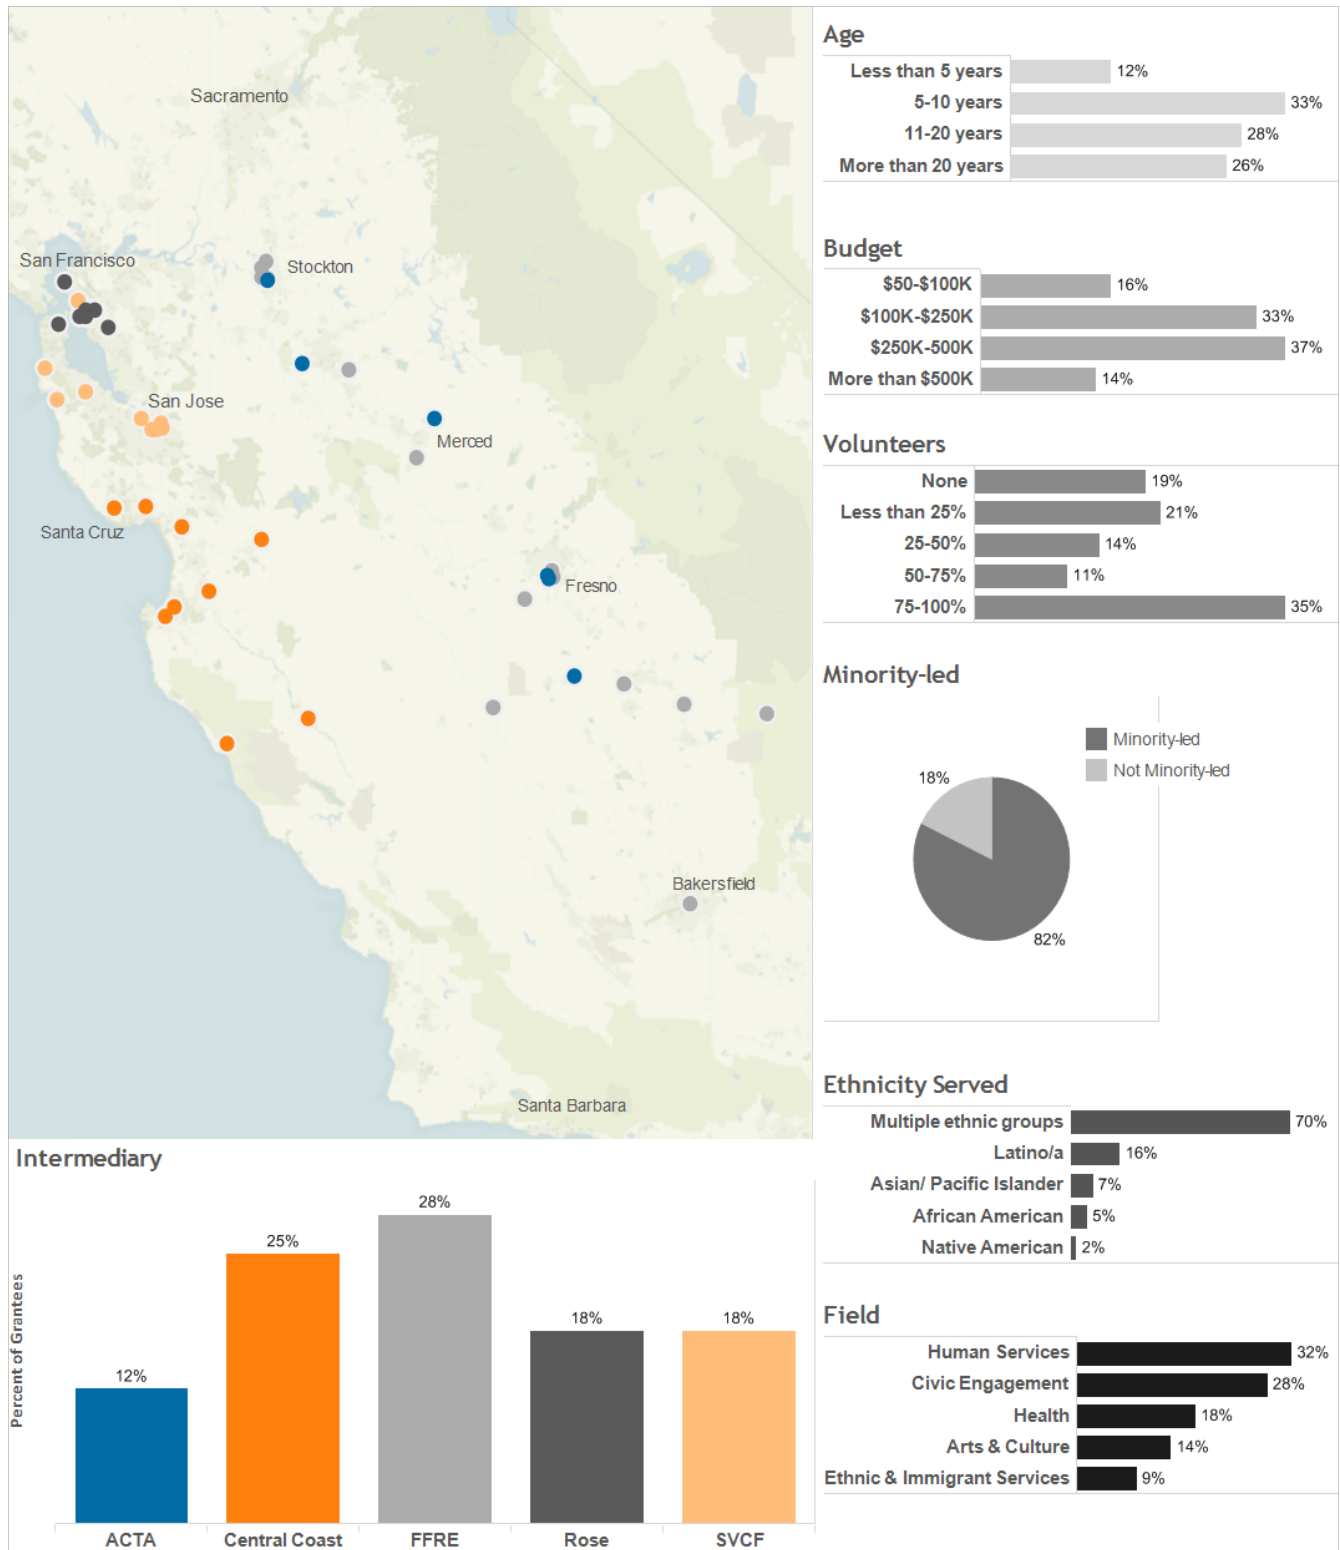 Sacramento
San Francisco
Stockton
San Jose
Merced
Santa Cruz
Fresno
Bakersfield
Santa Barbara
Intermediary
Percent of Grantees
12%
25%
28%
18%
18%
ACTA
Central Coast
FFRE
Rose
SVCF
Age
Less than 5 years 12%
5-10 years 33%
11-20 years 28%
More than 20 years 26%
Budget
$50-$100K 16%
$100K-$250K 33%
$250K-500K 37%
More than $500K 14%
Volunteers
None 19%
Less than 25% 21%
25-50% 14%
50-75% 11%
75-100% 35%
Minority-led
Minority-led
Not Minority-led
18%
82%
Ethnicity Served
Multiple ethnic groups 70%
Latino/a 16%
Asian/ Pacific Islander 7%
African American 5%
Native American 2%
Field
Human Services 32%
Civic Engagement 28%
Health 18%
Arts & Culture 14%
Ethnic & Immigrant Services 9%